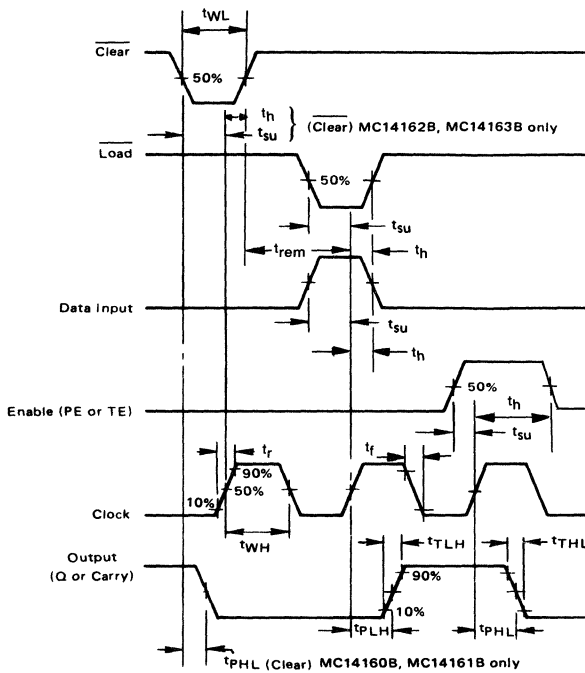 tWL
Clear
50%
th
tsu
} (Clear) MC14162B, MC14163B only
Load
50%
tsu
trem
th
Data Input
tsu
th
50%
th
Enable (PE or TE)
tsu
tr
tf
90%
10%
50%
Clock
tWH
tTLH
tTHL
Output
(Q or Carry)
90%
10%
tPLH
tPHL
tPHL (Clear) MC14160B, MC14161B only